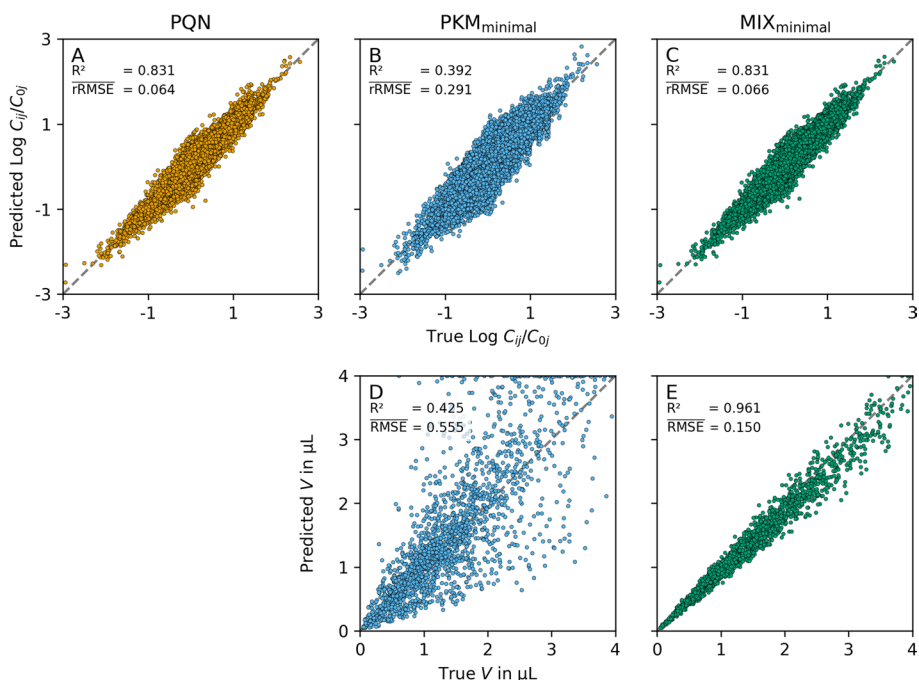 PQN
PKMminimal
MIXminimal
A
R² = 0.831
rRMSE = 0.064
B
R² = 0.392
rRMSE = 0.291
C
R² = 0.831
rRMSE = 0.066
Predicted Log Cij/C0j
3
1
-1
-3
-3 -1 1 3
-3 -1 1 3
-3 -1 1 3
True Log Cij/C0j
D
R² = 0.425
RMSE = 0.555
E
R² = 0.961
RMSE = 0.150
Predicted V in µL
4
3
2
1
0
0 1 2 3 4
0 1 2 3 4
True V in µL